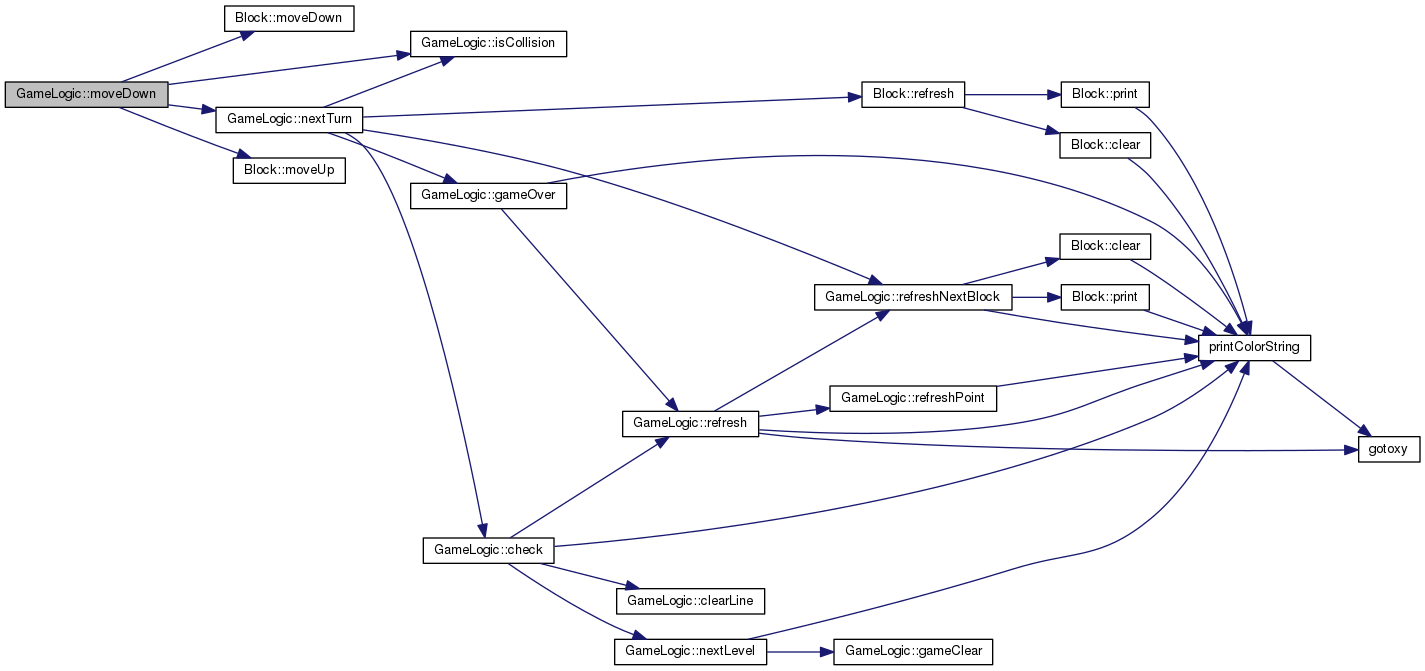 Block::moveDown
GameLogic::isCollision
GameLogic::moveDown
Block::refresh
Block::print
GameLogic::nextTurn
Block::clear
Block::moveUp
GameLogic::gameOver
Block::clear
GameLogic::refreshNextBlock
Block::print
printColorString
GameLogic::refreshPoint
GameLogic::refresh
gotoxy
GameLogic::check
GameLogic::clearLine
GameLogic::nextLevel
GameLogic::gameClear